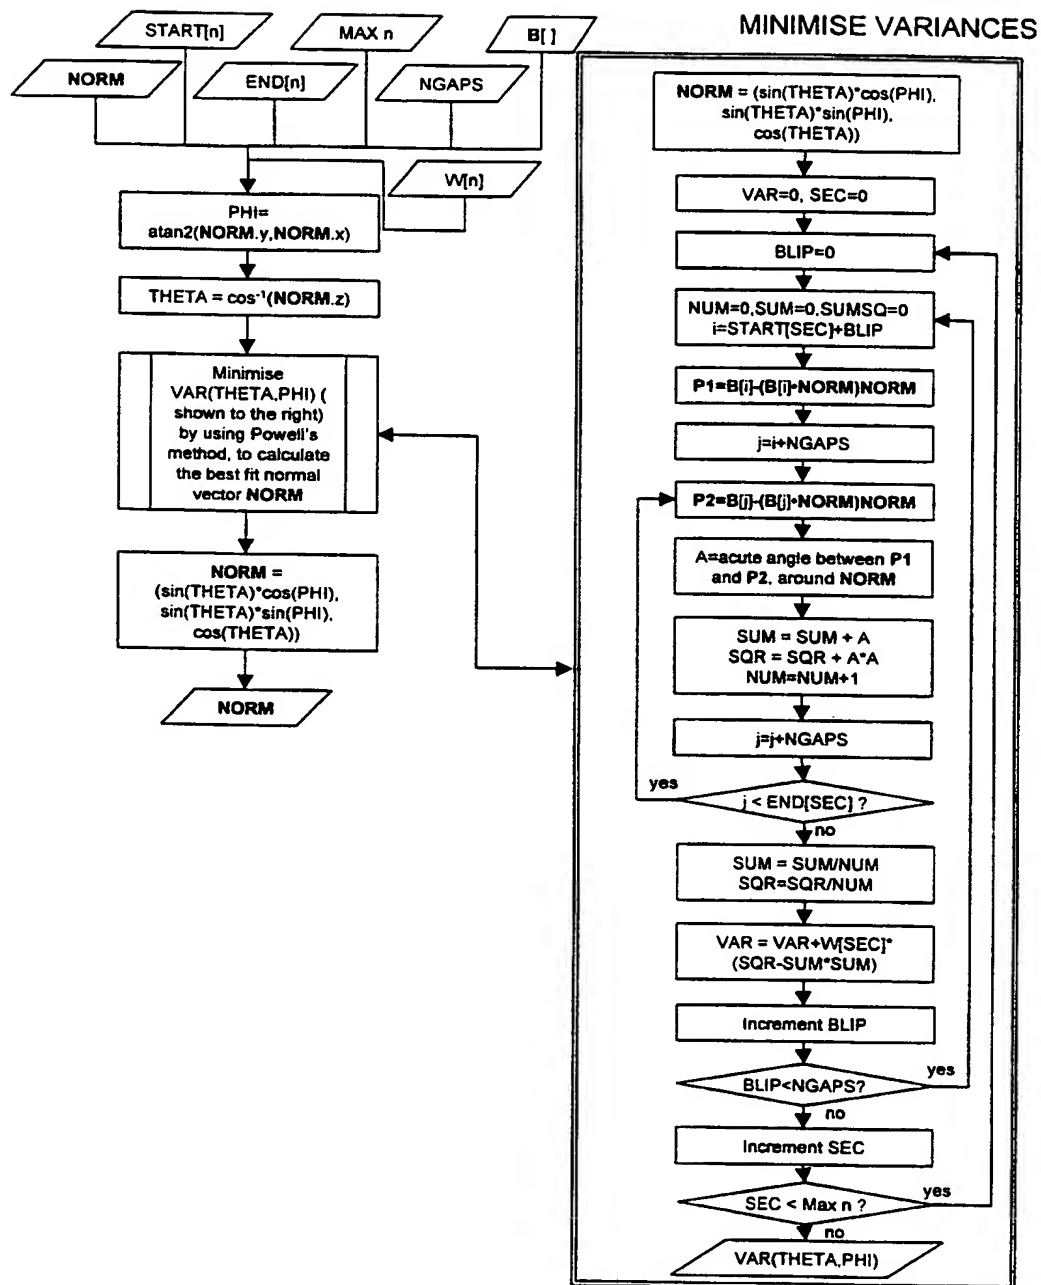 MINIMISE VARIANCES
START[n]
MAX n
B[ ]
NORM
END[n]
NGAPS
W[n]
PHI=
atan2(NORM.y,NORM.x)
THETA = cos-1(NORM.z)
Minimise
VAR(THETA,PHI) (
shown to the right)
by using Powell's
method, to calculate
the best fit normal
vector NORM
NORM =
(sin(THETA)*cos(PHI),
sin(THETA)*sin(PHI),
cos(THETA))
NORM
NORM = (sin(THETA)*cos(PHI),
sin(THETA)*sin(PHI),
cos(THETA))
VAR=0, SEC=0
BLIP=0
NUM=0,SUM=0,SUMSQ=0
i=START[SEC]+BLIP
P1=B[i]-(B[i]•NORM)NORM
j=i+NGAPS
P2=B[j]-(B[j]•NORM)NORM
A=acute angle between P1
and P2, around NORM
SUM = SUM + A
SQR = SQR + A*A
NUM=NUM+1
j=j+NGAPS
yes
j < END[SEC] ?
no
SUM = SUM/NUM
SQR=SQR/NUM
VAR = VAR+W[SEC]*
(SQR-SUM*SUM)
Increment BLIP
yes
BLIP<NGAPS?
no
Increment SEC
yes
SEC < Max n ?
no
VAR(THETA,PHI)